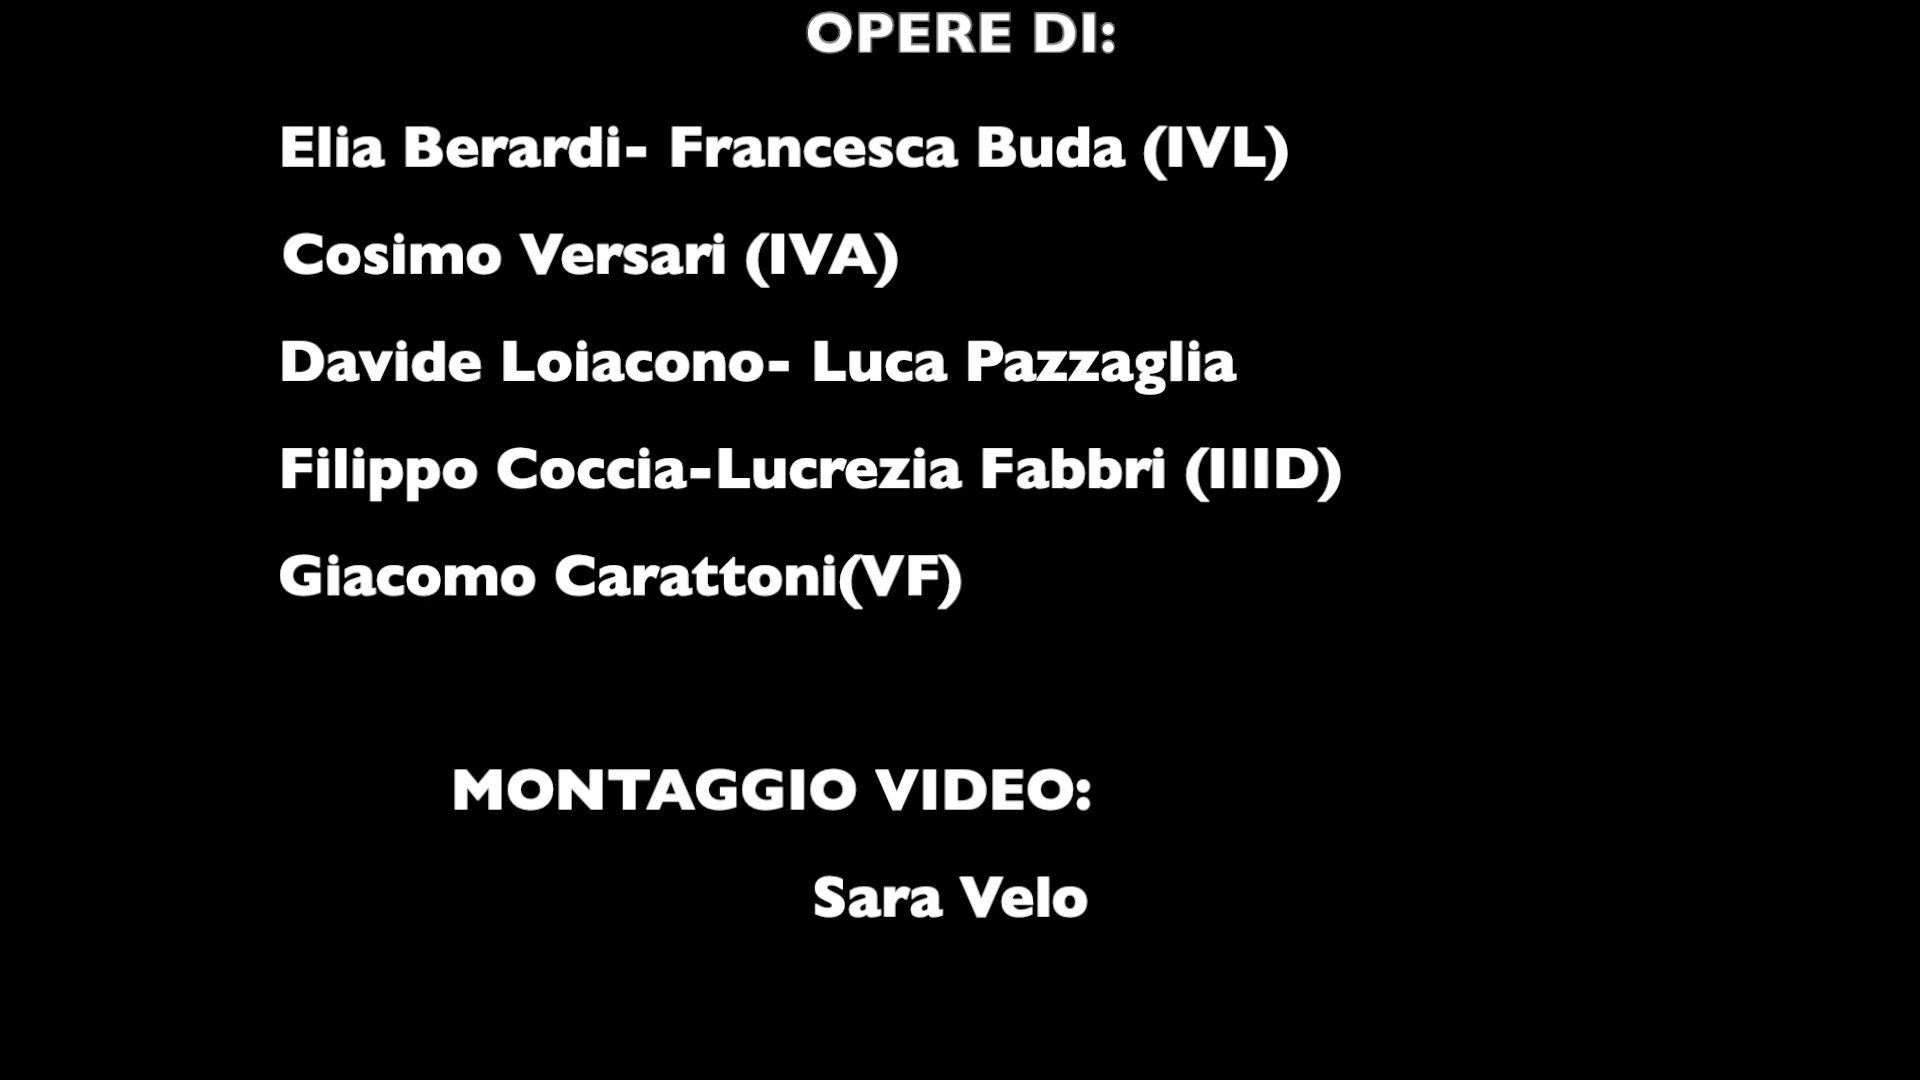 OPERE DI:
Elia Berardi- Francesca Buda (IVL)
Cosimo Versari (IVA)
Davide Loiacono- Luca Pazzaglia
Filippo Coccia-Lucrezia Fabbri (IIID)
Giacomo Carattoni(VF)
MONTAGGIO VIDEO:
Sara Velo